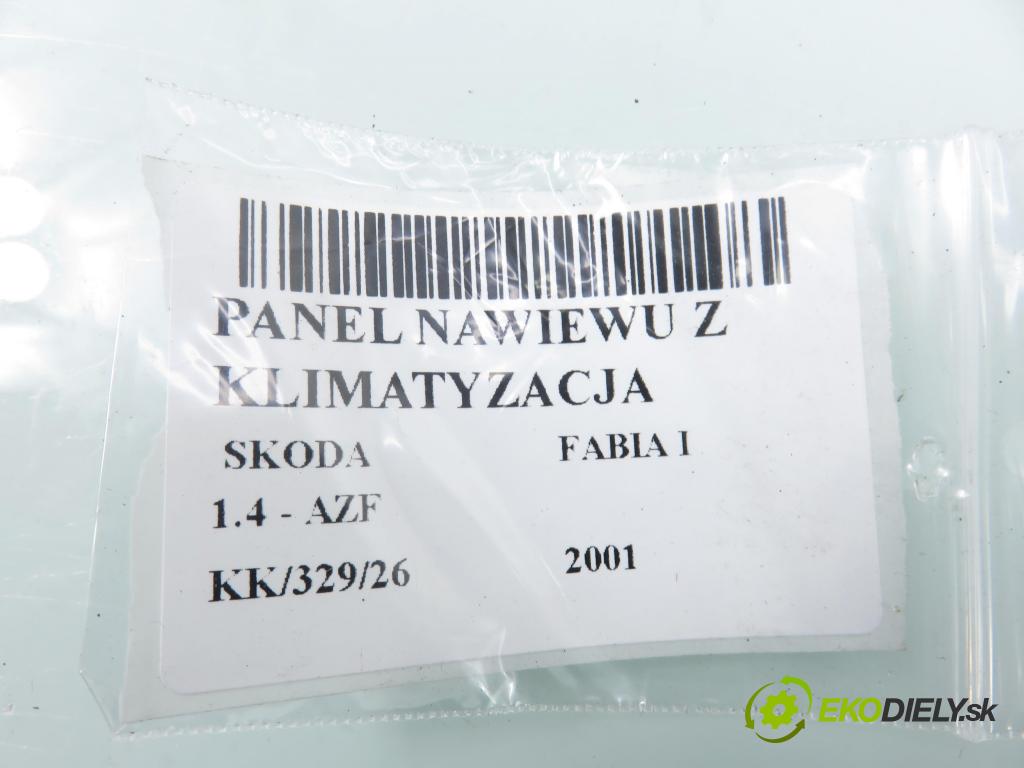 PANEL NAWIEWU Z
KLIMATYZACJA
SKODA FABIA I
1.4 - AZF
KK/329/26 2001
EKODIELY.sk